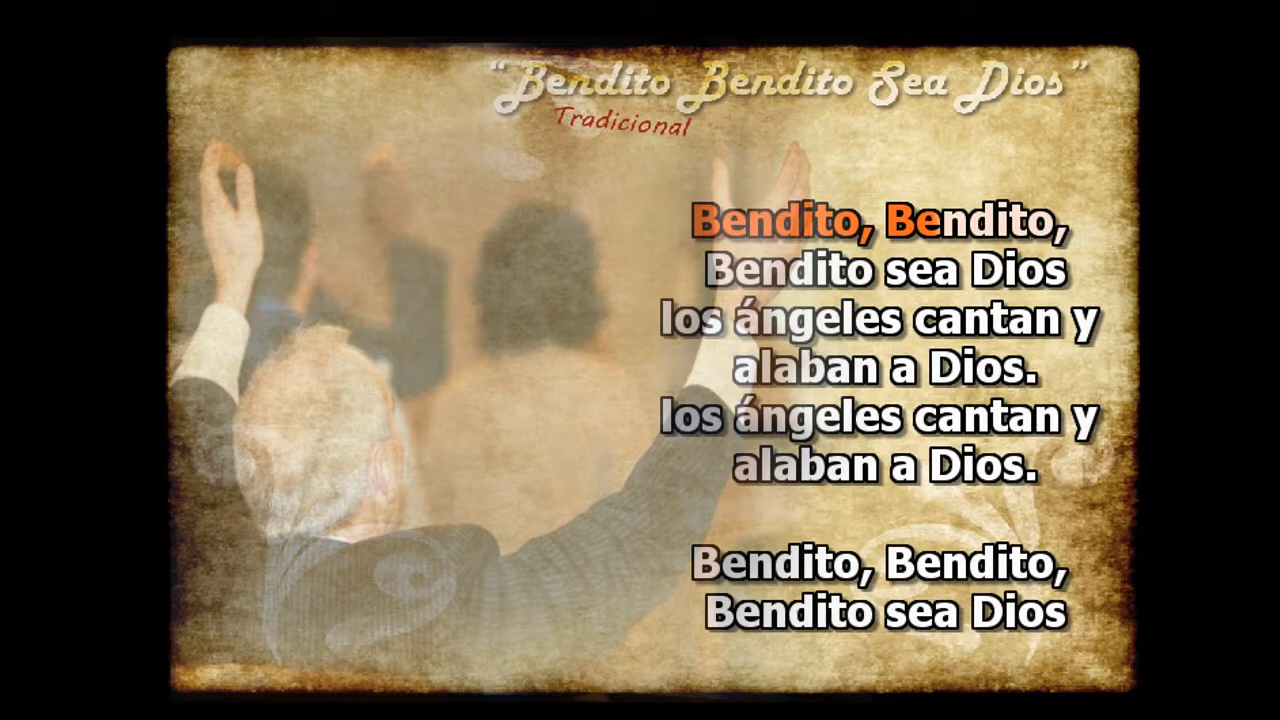 “Bendito Bendito Sea Dios”
Tradicional
Bendito, Bendito,
Bendito sea Dios
los ángeles cantan y
alaban a Dios.
los ángeles cantan y
alaban a Dios.
Bendito, Bendito,
Bendito sea Dios